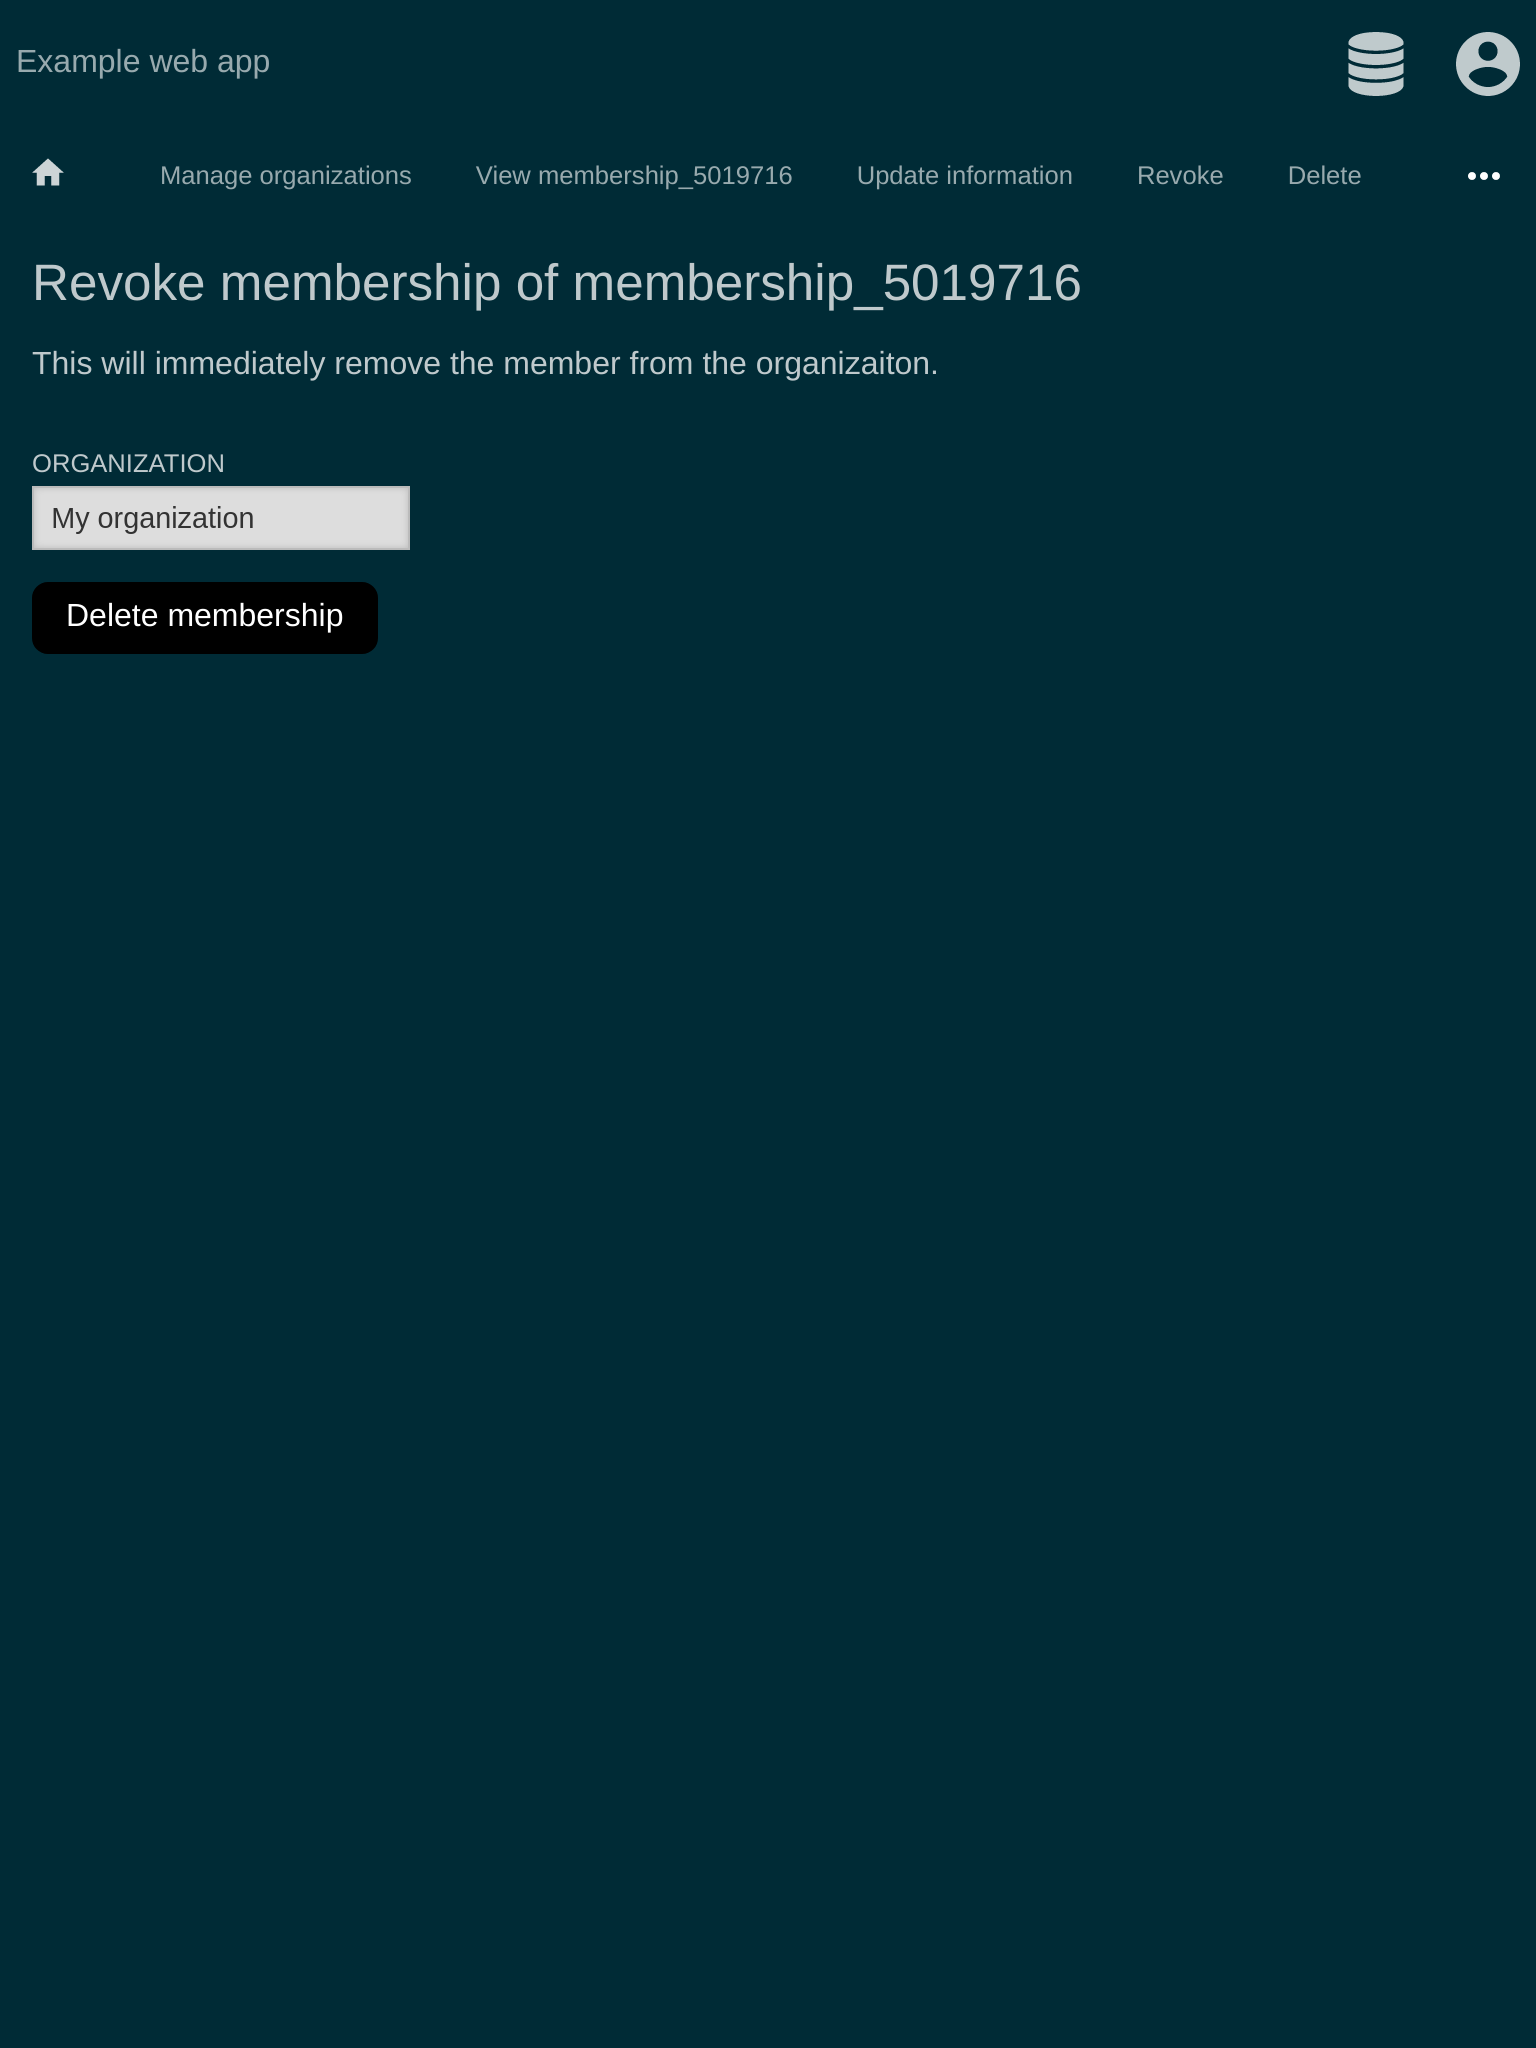 Example web app
Manage organizations View membership_5019716 Update information Revoke Delete
Revoke membership of membership_5019716
This will immediately remove the member from the organizaiton.
ORGANIZATION
My organization
Delete membership